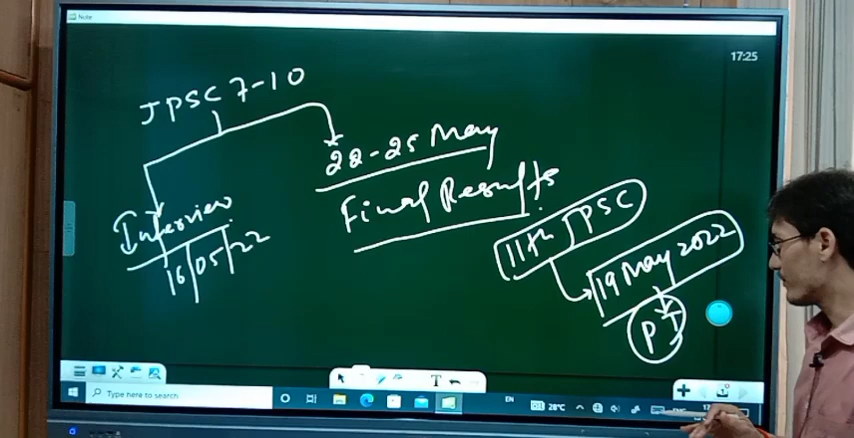 Note
17:25
JPSC 7-10
Interview
16/05/22
22-25 May
Final Results
11th JPSC
19 May 2022
PT
Type here to search
EN
28°C
ENG